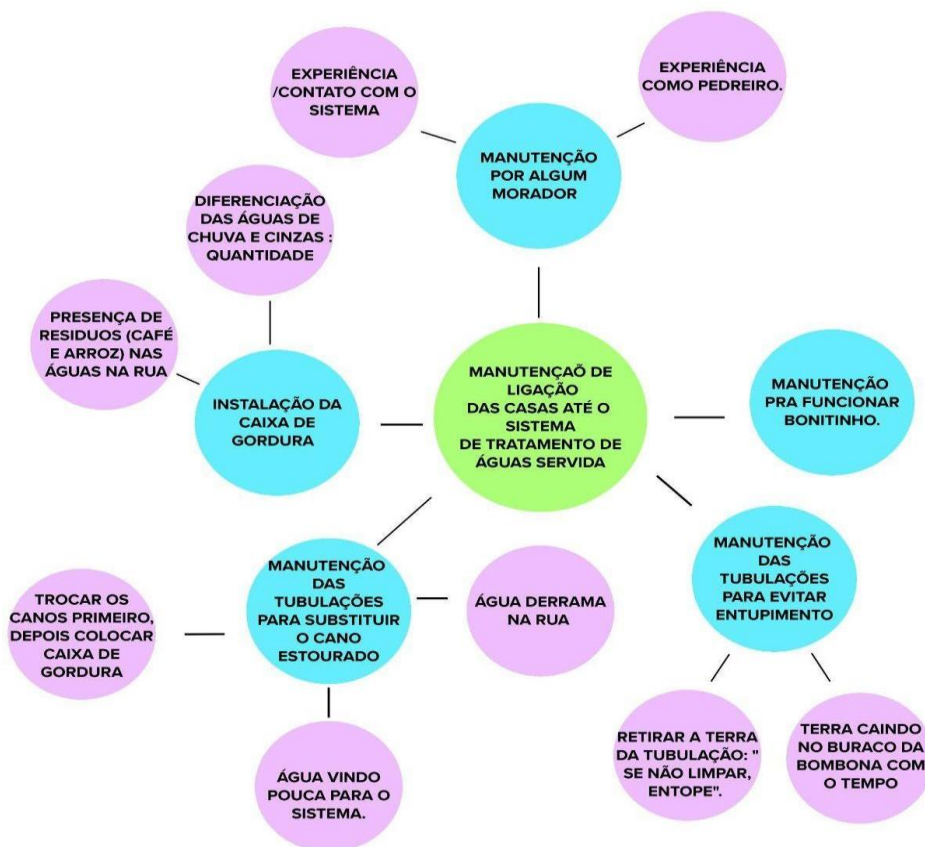 EXPERIÊNCIA
/CONTATO COM O
SISTEMA
EXPERIÊNCIA
COMO PEDREIRO.
MANUTENÇÃO
POR ALGUM
MORADOR
DIFERENCIAÇÃO
DAS ÁGUAS DE
CHUVA E CINZAS :
QUANTIDADE
PRESENÇA DE
RESIDUOS (CAFÉ
E ARROZ) NAS
ÁGUAS NA RUA
INSTALAÇÃO DA
CAIXA DE
GORDURA
MANUTENÇAÕ DE
LIGAÇÃO
DAS CASAS ATÉ O
SISTEMA
DE TRATAMENTO DE
ÁGUAS SERVIDA
MANUTENÇÃO
PRA FUNCIONAR
BONITINHO.
MANUTENÇÃO
DAS
TUBULAÇÕES
PARA SUBSTITUIR
O CANO
ESTOURADO
ÁGUA DERRAMA
NA RUA
MANUTENÇÃO
DAS
TUBULAÇÕES
PARA EVITAR
ENTUPIMENTO
TROCAR OS
CANOS PRIMEIRO,
DEPOIS COLOCAR
CAIXA DE
GORDURA
ÁGUA VINDO
POUCA PARA O
SISTEMA.
RETIRAR A TERRA
DA TUBULAÇÃO: "
SE NÃO LIMPAR,
ENTOPE".
TERRA CAINDO
NO BURACO DA
BOMBONA COM
O TEMPO